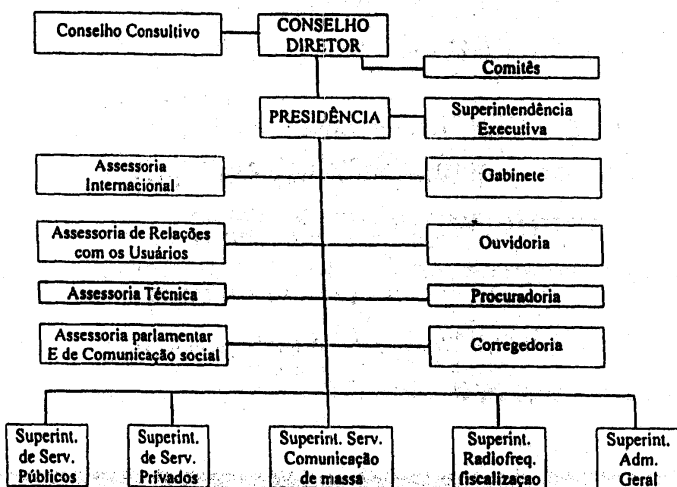 Conselho Consultivo
CONSELHO
DIRETOR
Comitês
PRESIDÊNCIA
Superintendência
Executiva
Assessoria
Internacional
Gabinete
Assessoria de Relações
com os Usuários
Ouvidoria
Assessoria Técnica
Procuradoria
Assessoria parlamentar
E de Comunicação social
Corregedoria
Superint.
de Serv.
Públicos
Superint.
de Serv.
Privados
Superint. Serv.
Comunicação
de massa
Superint.
Radiofreq.
fiscalizaçao
Superint.
Adm.
Geral